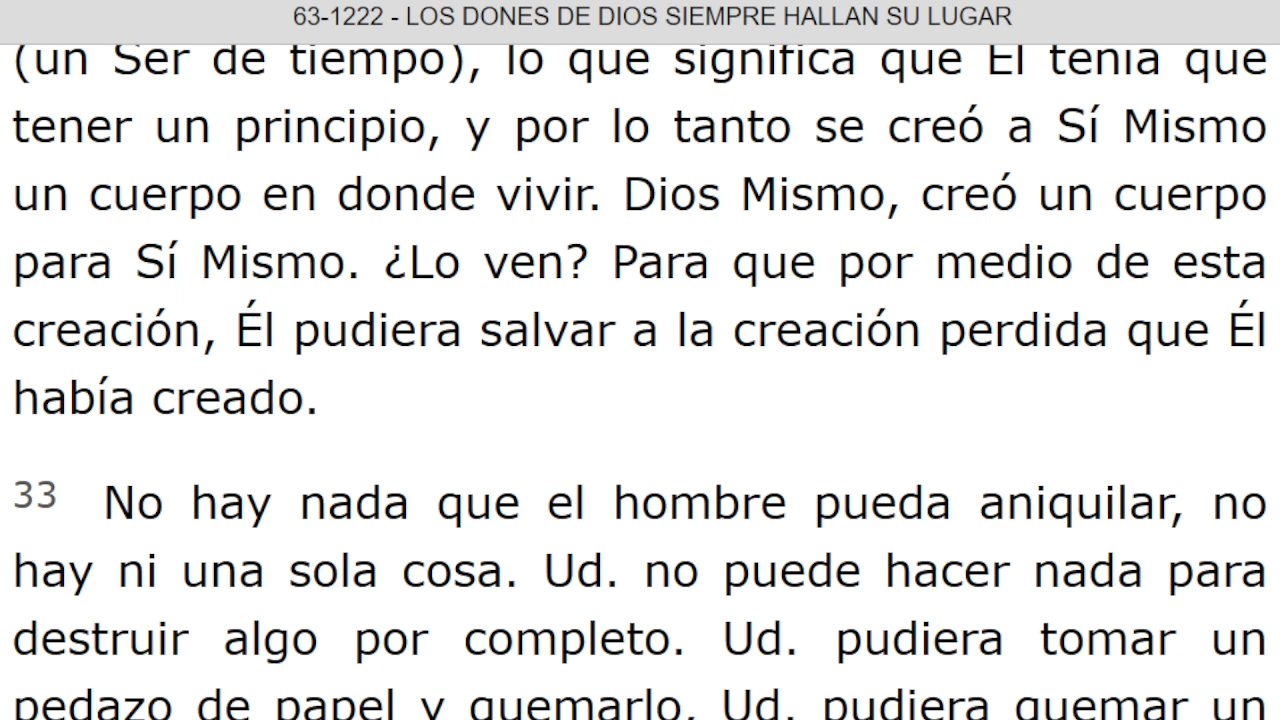 63-1222 - LOS DONES DE DIOS SIEMPRE HALLAN SU LUGAR
(un Ser de tiempo), lo que significa que Él tenía que
tener un principio, y por lo tanto se creó a Sí Mismo
un cuerpo en donde vivir. Dios Mismo, creó un cuerpo
para Sí Mismo. ¿Lo ven? Para que por medio de esta
creación, Él pudiera salvar a la creación perdida que Él
había creado.
33 No hay nada que el hombre pueda aniquilar, no
hay ni una sola cosa. Ud. no puede hacer nada para
destruir algo por completo. Ud. pudiera tomar un
pedazo de papel y quemarlo, Ud. pudiera quemar un